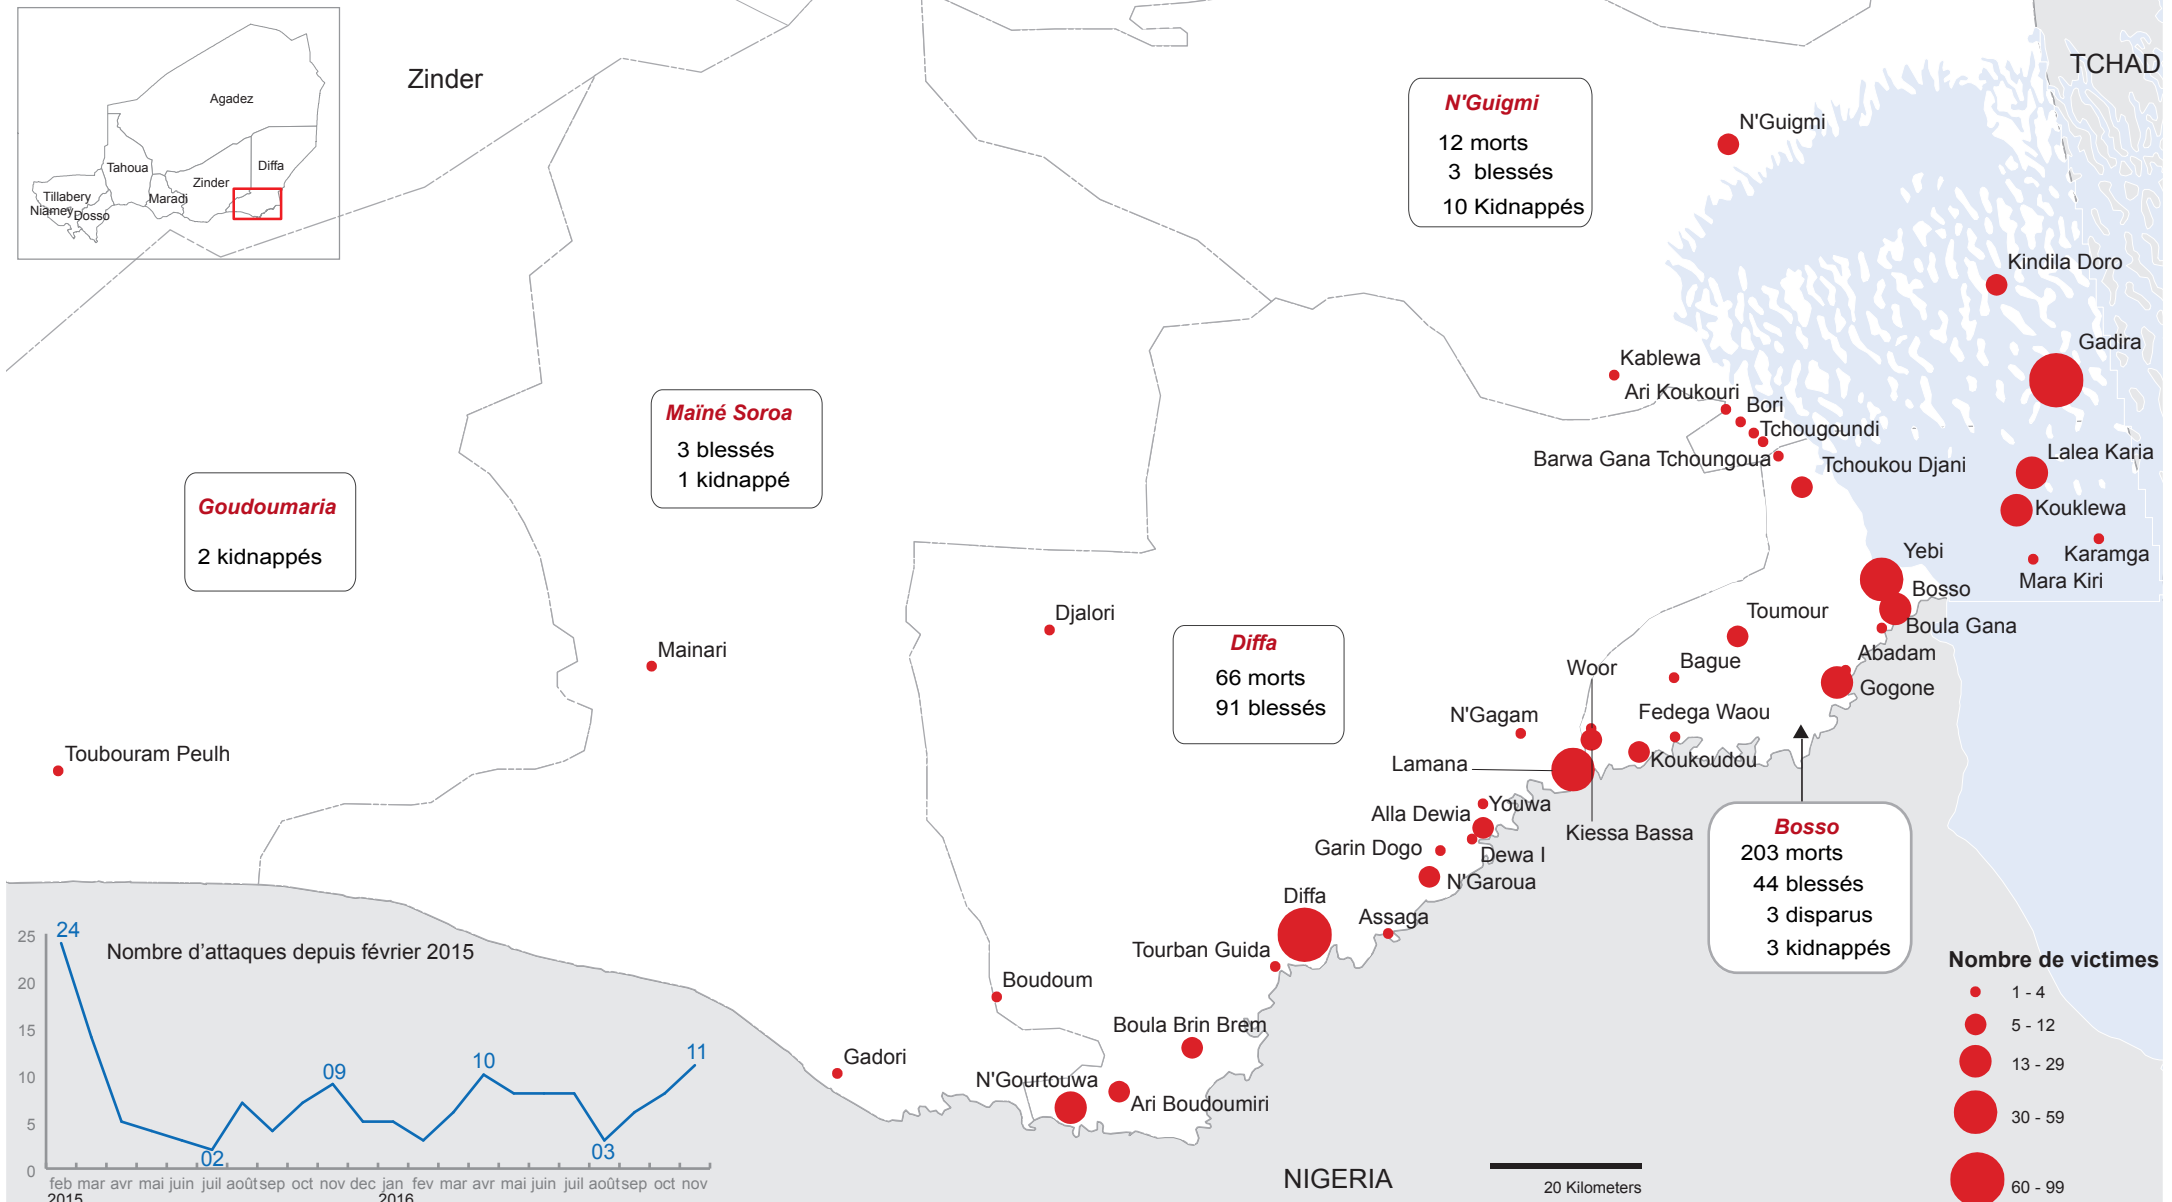 Agadez
Tahoua
Diffa
Zinder
Maradi
Tillabery
Niamey
Dosso
Zinder
TCHAD
N'Guigmi
12 morts
3 blessés
10 Kidnappés
N'Guigmi
Kindila Doro
Gadira
Kablewa
Ari Koukouri
Bori
Tchougoundi
Barwa Gana Tchoungoua
Tchoukou Djani
Lalea Karia
Kouklewa
Karamga
Mara Kiri
Maïné Soroa
3 blessés
1 kidnappé
Goudoumaria
2 kidnappés
Yebi
Bosso
Boula Gana
Toumour
Abadam
Gogone
Bague
Woor
Djalori
Mainari
Diffa
66 morts
91 blessés
N'Gagam
Fedega Waou
Koukoudou
Toubouram Peulh
Lamana
Youwa
Alla Dewia
Kiessa Bassa
Garin Dogo
Dewa I
N'Garoua
Bosso
203 morts
44 blessés
3 disparus
3 kidnappés
Diffa
Assaga
Tourban Guida
Boudoum
Boula Brin Brem
Gadori
N'Gourtouwa
Ari Boudoumiri
NIGERIA
20 Kilometers
Nombre de victimes
1 - 4
5 - 12
13 - 29
30 - 59
60 - 99
Nombre d'attaques depuis février 2015
25
20
15
10
5
0
24
02
09
10
03
11
feb mar avr mai juin juil août sep oct nov dec jan fev mar avr mai juin juil août sep oct nov
2015 2016